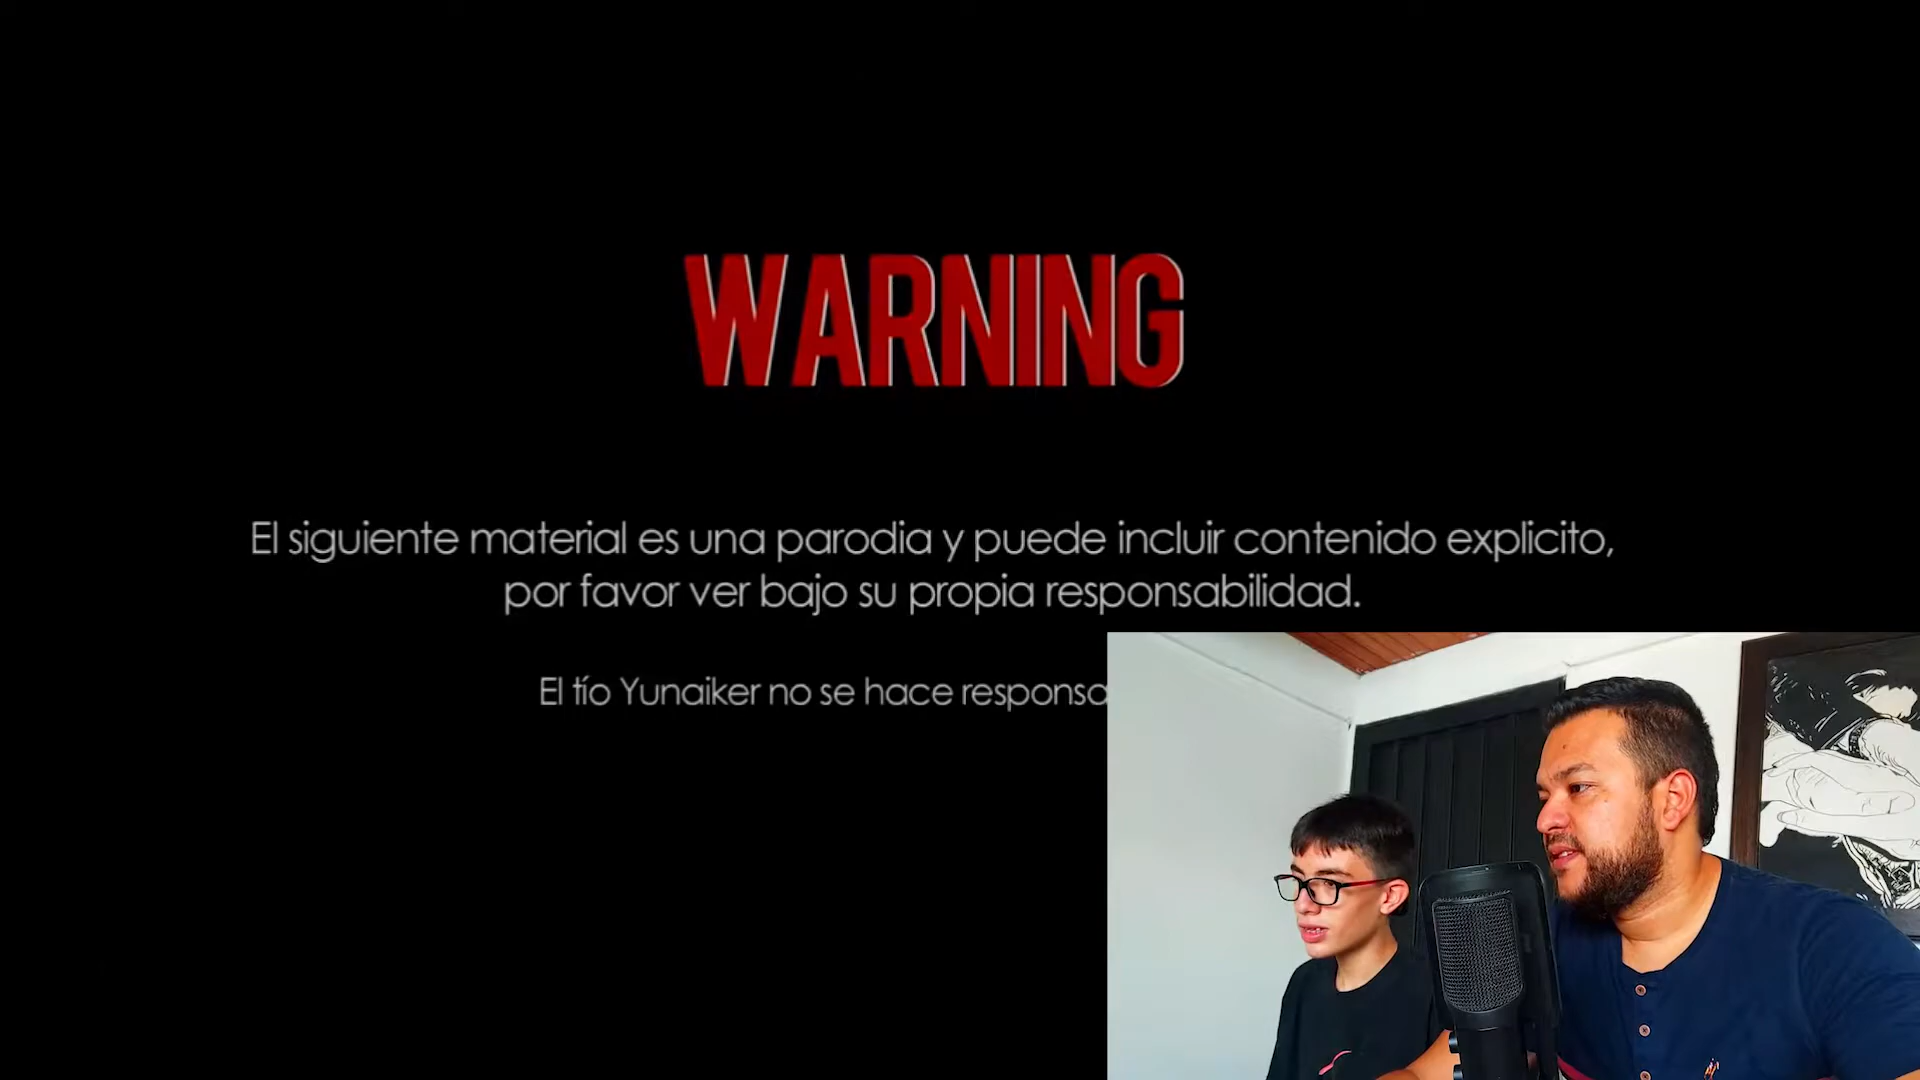 WARNING
El siguiente material es una parodia y puede incluir contenido explicito,
por favor ver bajo su propia responsabilidad.
El tío Yunaiker no se hace